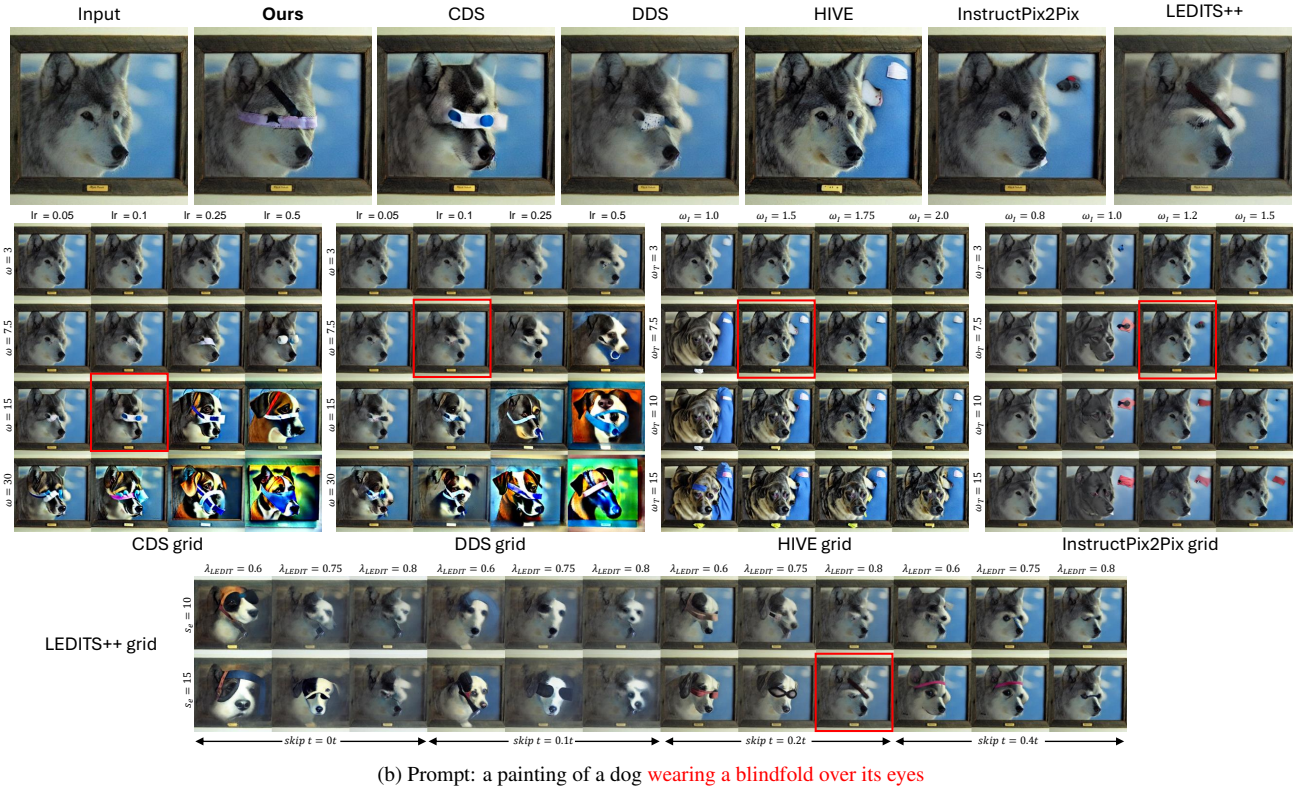 Input Ours CDS DDS HIVE InstructPix2Pix LEDITS++
lr = 0.05 lr = 0.1 lr = 0.25 lr = 0.5 lr = 0.05 lr = 0.1 lr = 0.25 lr = 0.5 ω_I = 1.0 ω_I = 1.5 ω_I = 1.75 ω_I = 2.0 ω_I = 0.8 ω_I = 1.0 ω_I = 1.2 ω_I = 1.5
ω = 3 ω = 3 ω_T = 3 ω_T = 3
ω = 7.5 ω = 7.5 ω_T = 7.5 ω_T = 7.5
ω = 15 ω = 15 ω_T = 10 ω_T = 10
ω = 30 ω = 30 ω_T = 15 ω_T = 15
CDS grid DDS grid HIVE grid InstructPix2Pix grid
λ_LEDIT = 0.6 λ_LEDIT = 0.75 λ_LEDIT = 0.8 λ_LEDIT = 0.6 λ_LEDIT = 0.75 λ_LEDIT = 0.8 λ_LEDIT = 0.6 λ_LEDIT = 0.75 λ_LEDIT = 0.8 λ_LEDIT = 0.6 λ_LEDIT = 0.75 λ_LEDIT = 0.8
s_e = 10
LEDITS++ grid
s_e = 15
skip t = 0t skip t = 0.1t skip t = 0.2t skip t = 0.4t
(b) Prompt: a painting of a dog wearing a blindfold over its eyes